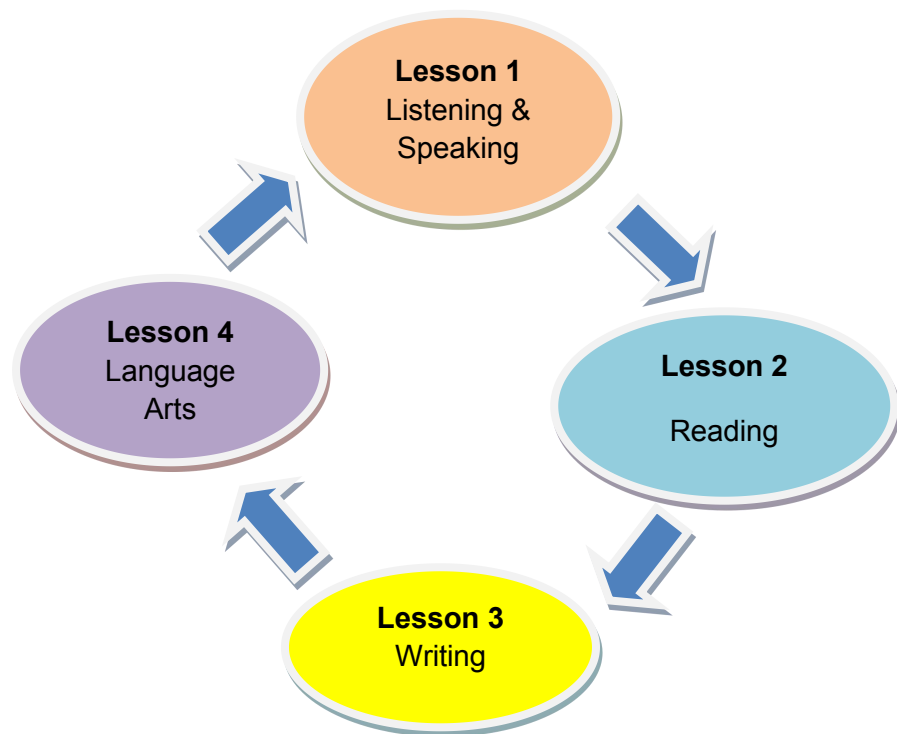 Lesson 1
Listening &
Speaking
Lesson 2
Reading
Lesson 3
Writing
Lesson 4
Language
Arts